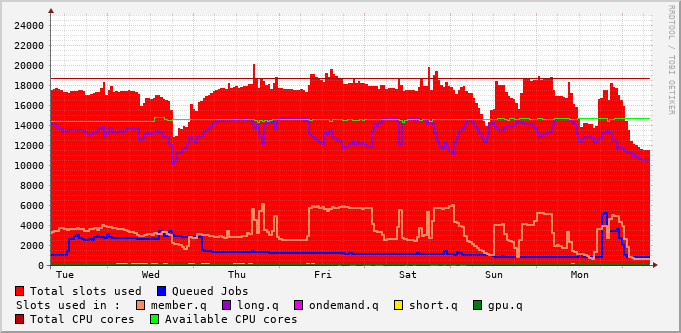 RRDTOOL / TOBI OETIKER
24000
22000
20000
18000
16000
14000
12000
10000
8000
6000
4000
2000
0
Tue Wed Thu Fri Sat Sun Mon
Total slots used Queued Jobs
Slots used in : member.q long.q ondemand.q short.q gpu.q
Total CPU cores Available CPU cores